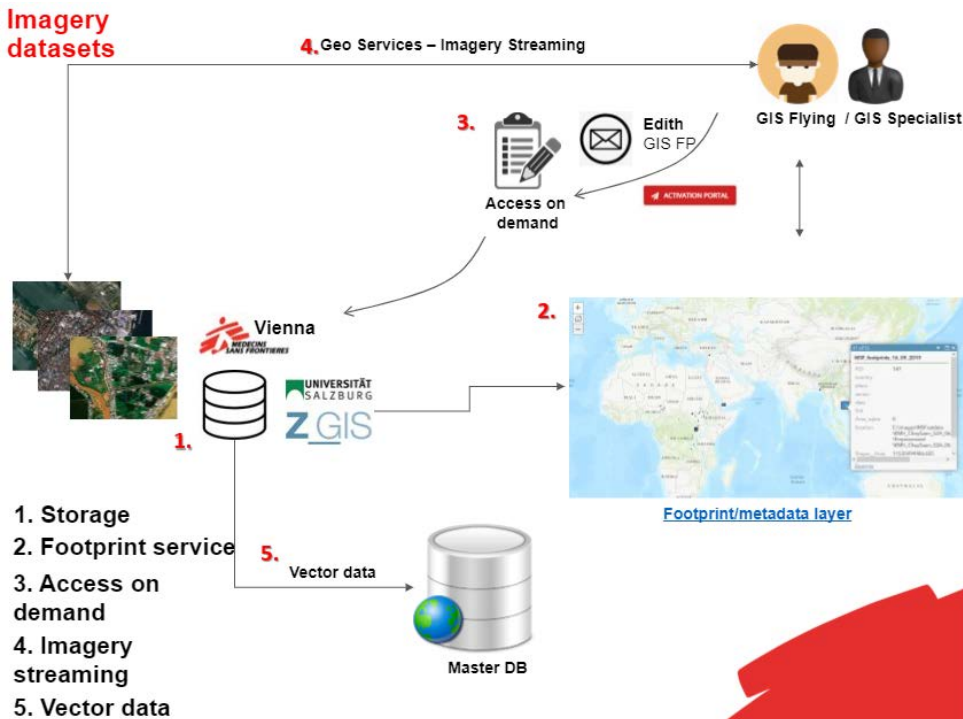 Imagery
datasets
4. Geo Services – Imagery Streaming
GIS Flying / GIS Specialist
3.
Edith
GIS FP
Access on
demand
ACTIVATION PORTAL
MEDECINS
SANS FRONTIERES
Vienna
UNIVERSITÄT
SALZBURG
Z_GIS
1.
2.
MSF footprints
Footprint/metadata layer
5.
Vector data
Master DB
1. Storage
2. Footprint service
3. Access on
demand
4. Imagery
streaming
5. Vector data